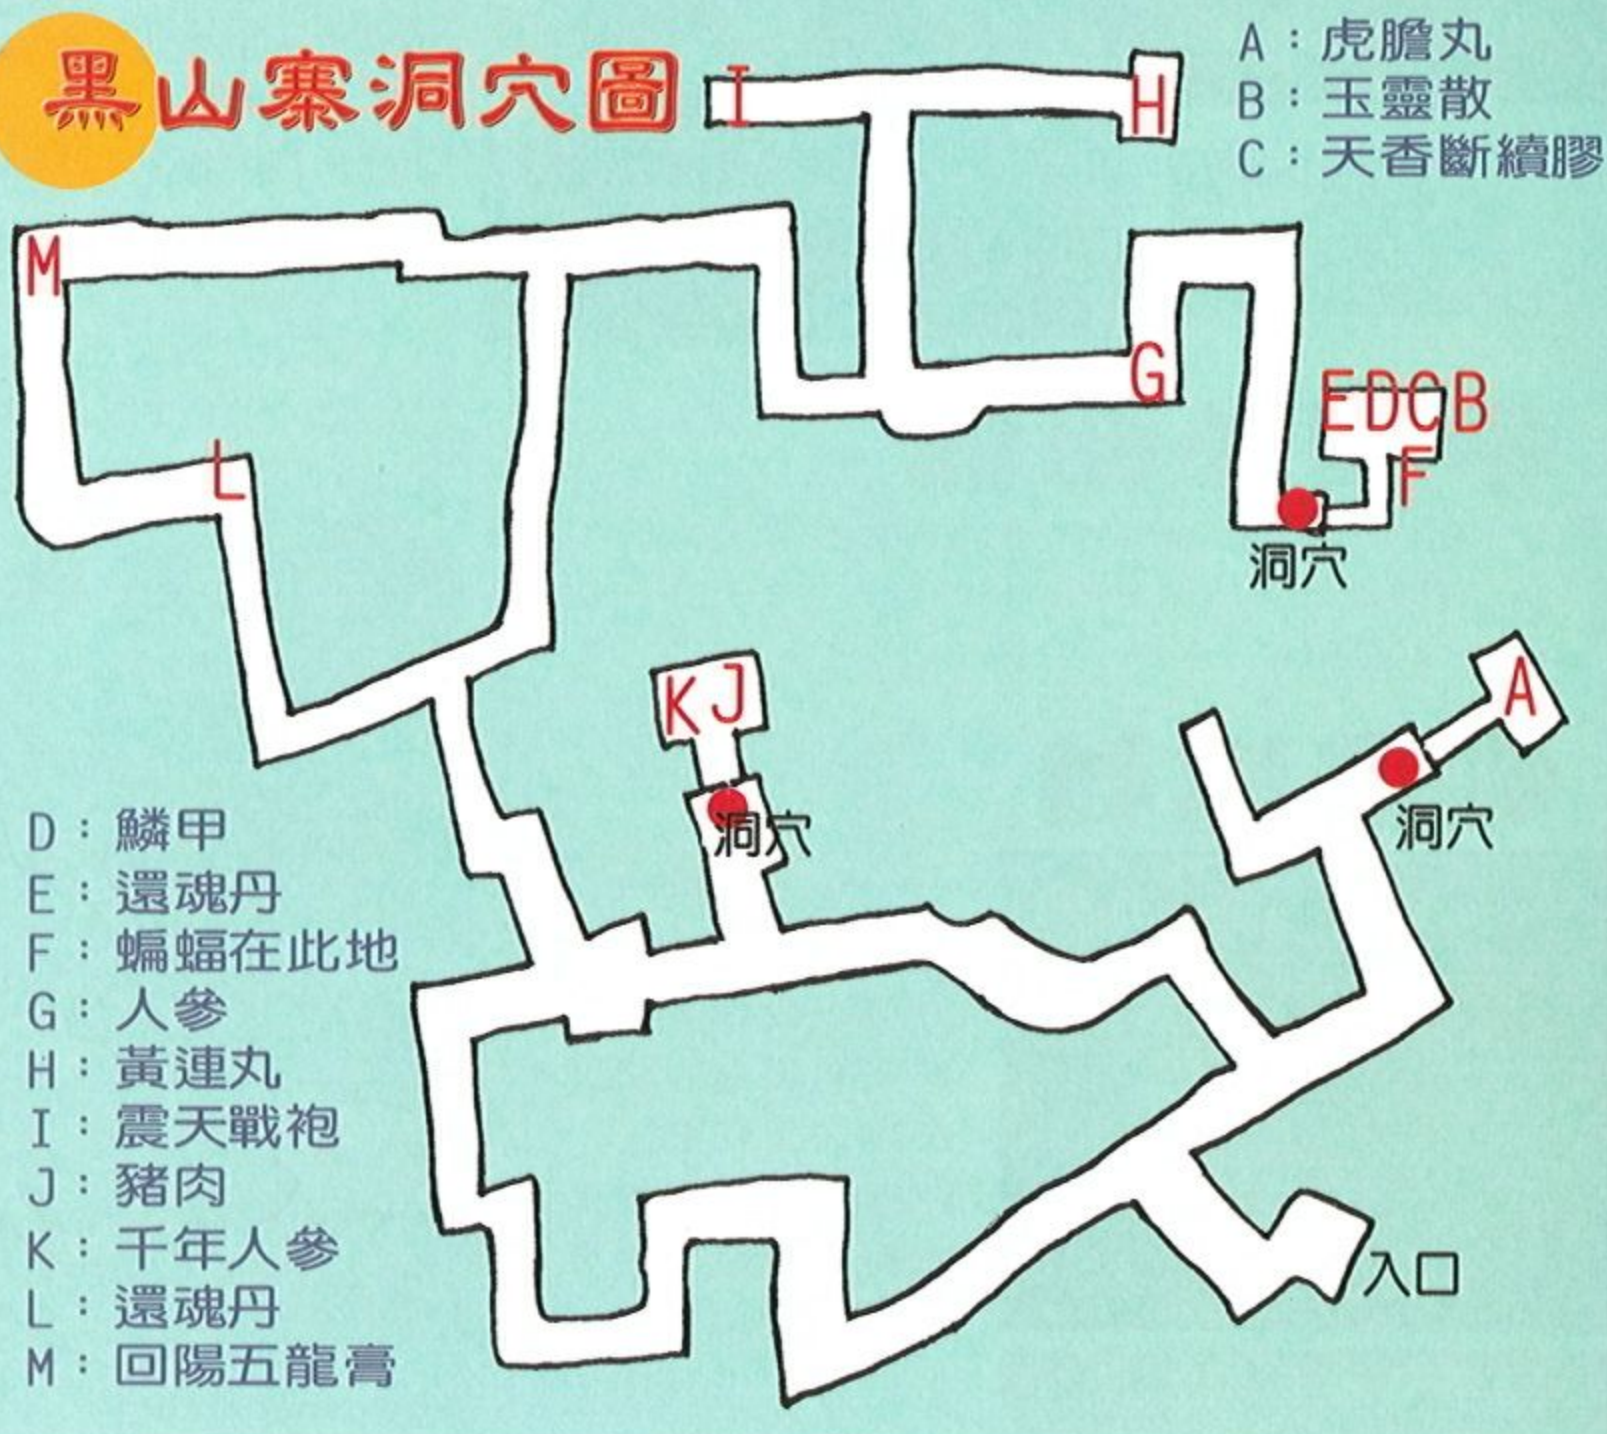 黑山寨洞穴圖
A：虎膽丸
B：玉靈散
C：天香斷續膠
I
H
M
G
EDCB
F
L
洞穴
KJ
A
洞穴
洞穴
D：鱗甲
E：還魂丹
F：蝙蝠在此地
G：人參
H：黃連丸
I：震天戰袍
J：豬肉
K：千年人參
L：還魂丹
M：回陽五龍膏
入口